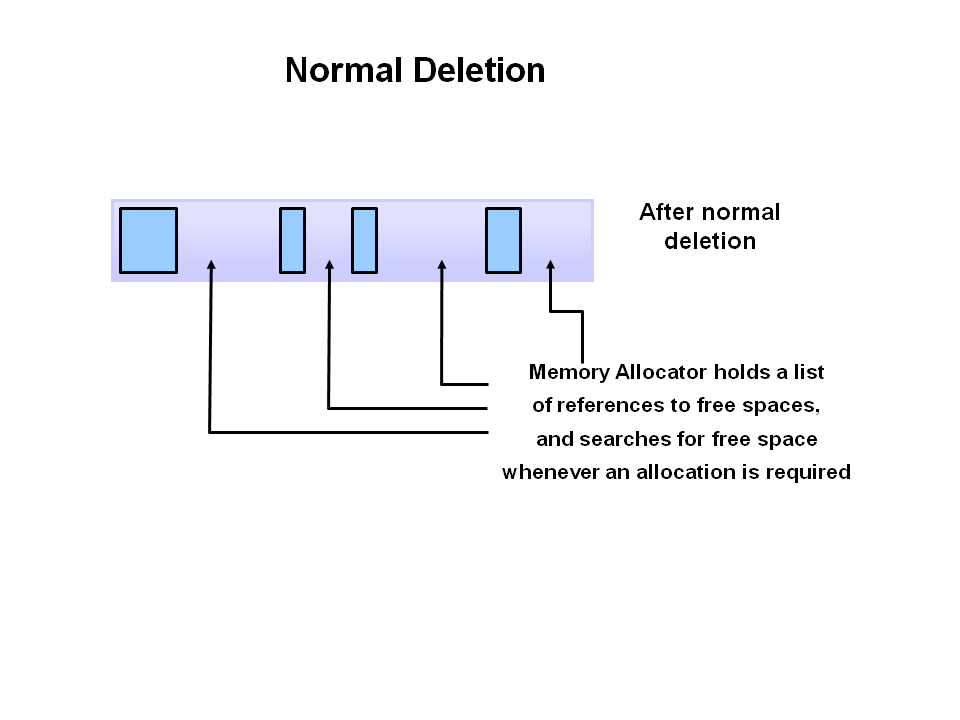 Normal Deletion
After normal
deletion
Memory Allocator holds a list
of references to free spaces,
and searches for free space
whenever an allocation is required